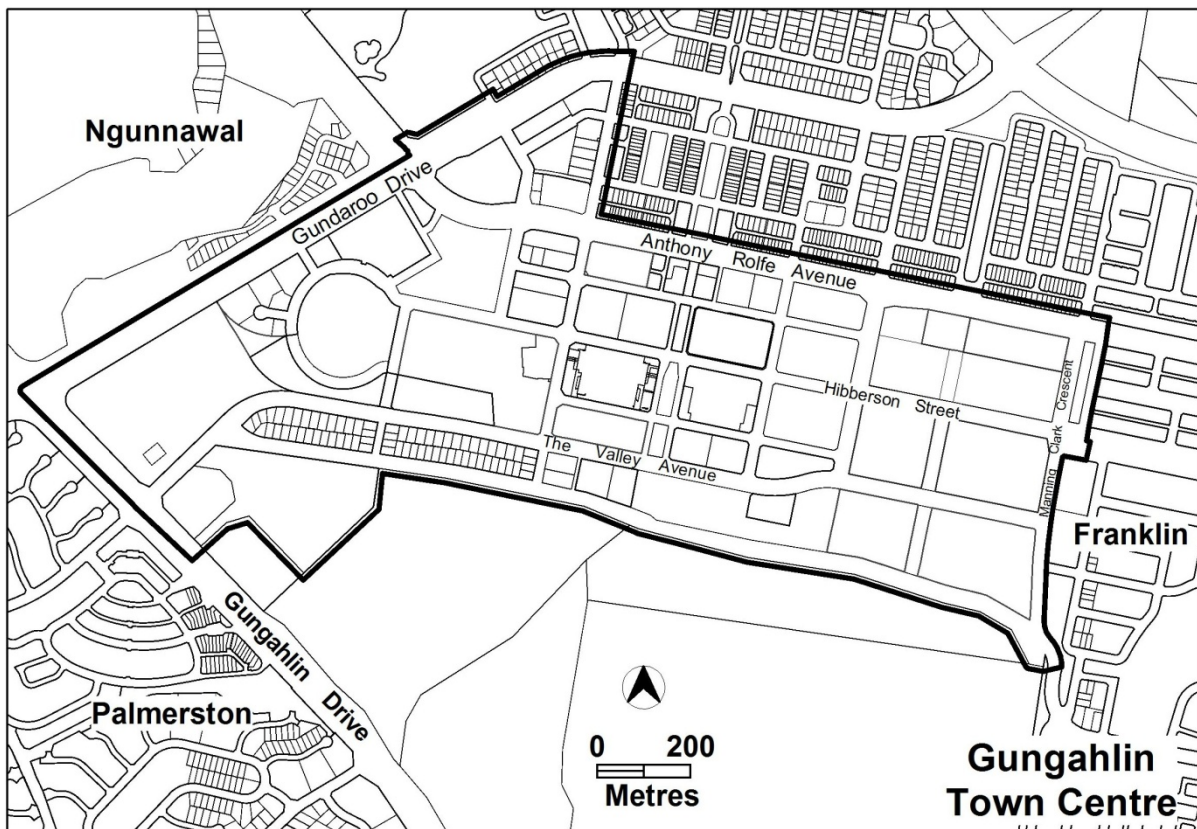 Ngunnawal
Gundaroo Drive
Anthony Rolfe Avenue
Hibberson Street
Manning Clark Crescent
The Valley Avenue
Franklin
Gungahlin Drive
Palmerston
0 200
Metres
Gungahlin
Town Centre